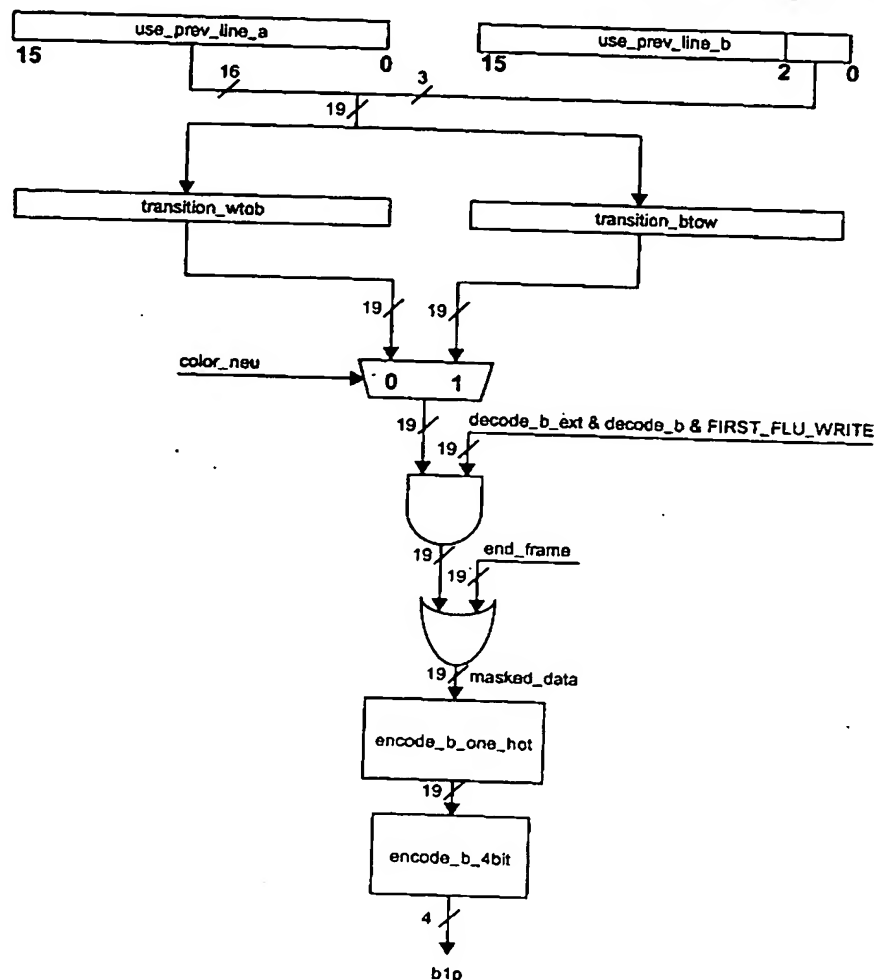 use_prev_line_a
use_prev_line_b
15
0
15
2
0
16
3
19
transition_wtob
transition_btow
19
19
color_neu
0
1
19
decode_b_ext & decode_b & FIRST_FLU_WRITE
19
19
end_frame
19
19
masked_data
encode_b_one_hot
19
encode_b_4bit
4
b1p